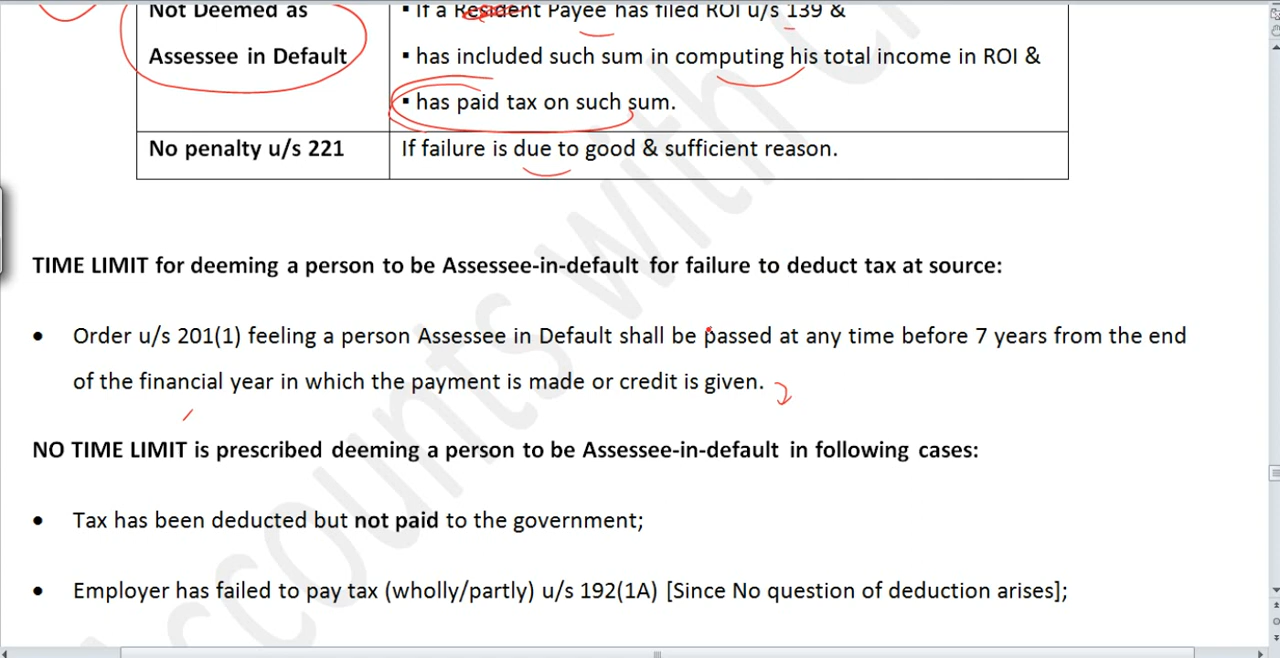 Not Deemed as
▪ If a Resident Payee has filed ROI u/s 139 &
Assessee in Default
▪ has included such sum in computing his total income in ROI &
▪ has paid tax on such sum.
No penalty u/s 221
If failure is due to good & sufficient reason.
TIME LIMIT for deeming a person to be Assessee-in-default for failure to deduct tax at source:
• Order u/s 201(1) feeling a person Assessee in Default shall be passed at any time before 7 years from the end
of the financial year in which the payment is made or credit is given.
NO TIME LIMIT is prescribed deeming a person to be Assessee-in-default in following cases:
• Tax has been deducted but not paid to the government;
• Employer has failed to pay tax (wholly/partly) u/s 192(1A) [Since No question of deduction arises];